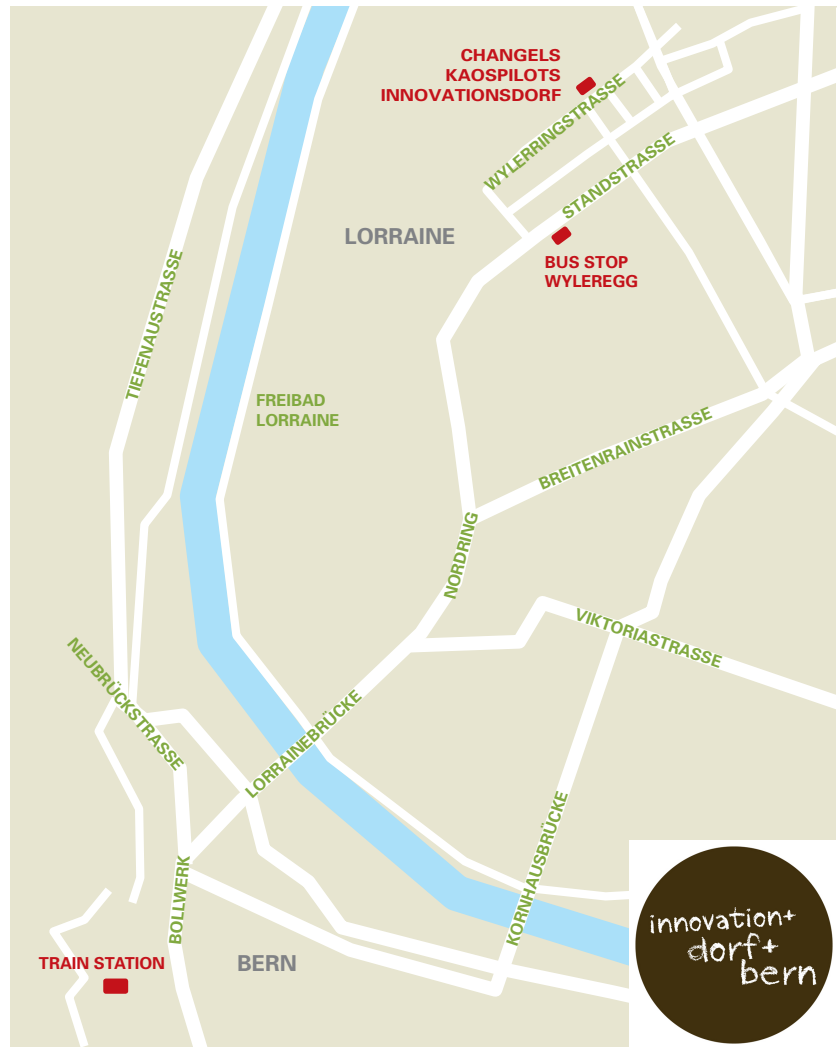 CHANGELS
KAOSPILOTS
INNOVATIONSDORF
WYLERRINGSTRASSE
STANDSTRASSE
LORRAINE
BUS STOP
WYLEREGG
TIEFENAUSTRASSE
FREIBAD
LORRAINE
BREITENRAINSTRASSE
NORDRING
VIKTORIASTRASSE
NEUBRÜCKSTRASSE
LORRAINEBRÜCKE
KORNHAUSBRÜCKE
BOLLWERK
TRAIN STATION
BERN
innovation+
dorf+
bern